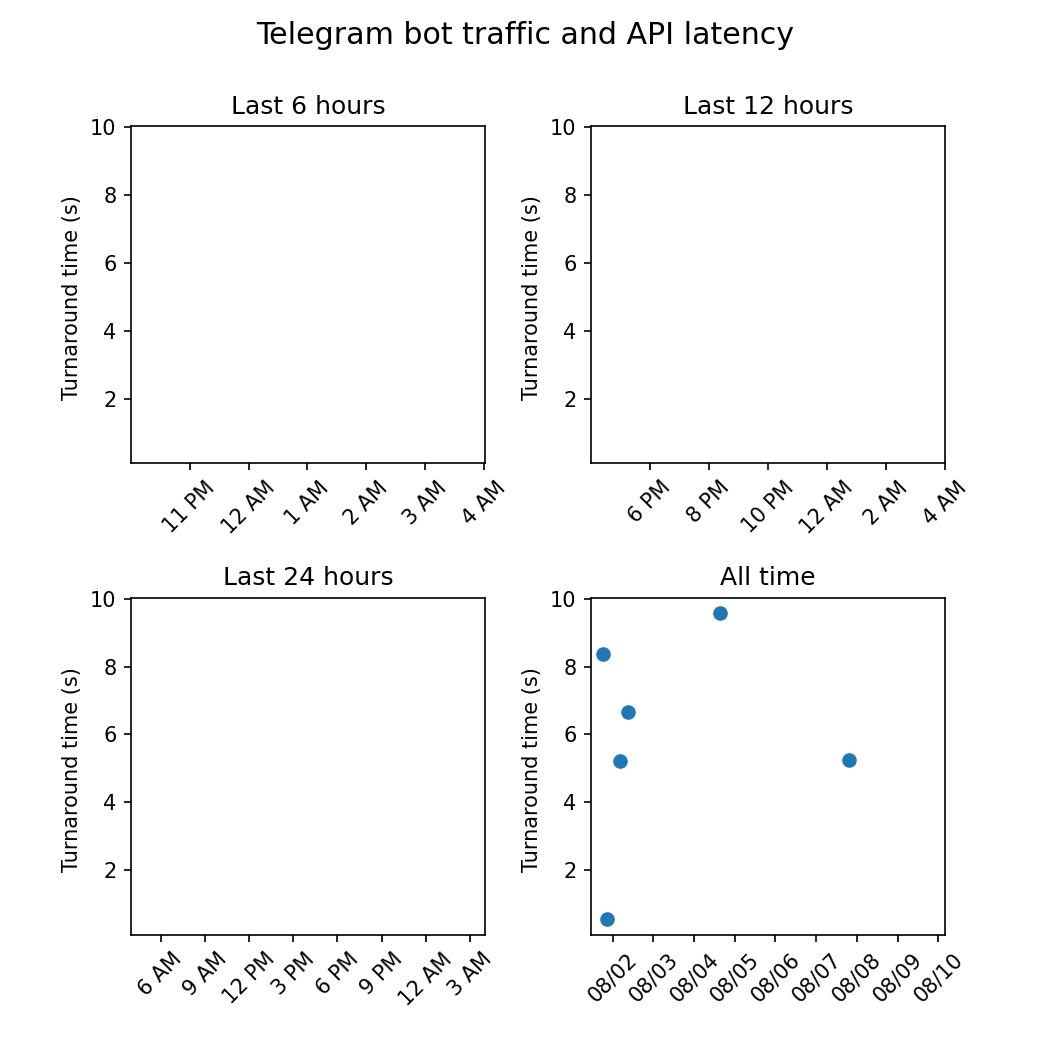 Telegram bot traffic and API latency
Last 6 hours
Turnaround time (s)
10
8
6
4
2
11 PM
12 AM
1 AM
2 AM
3 AM
4 AM
Last 12 hours
Turnaround time (s)
10
8
6
4
2
6 PM
8 PM
10 PM
12 AM
2 AM
4 AM
Last 24 hours
Turnaround time (s)
10
8
6
4
2
6 AM
9 AM
12 PM
3 PM
6 PM
9 PM
12 AM
3 AM
All time
Turnaround time (s)
10
8
6
4
2
08/02
08/03
08/04
08/05
08/06
08/07
08/08
08/09
08/10